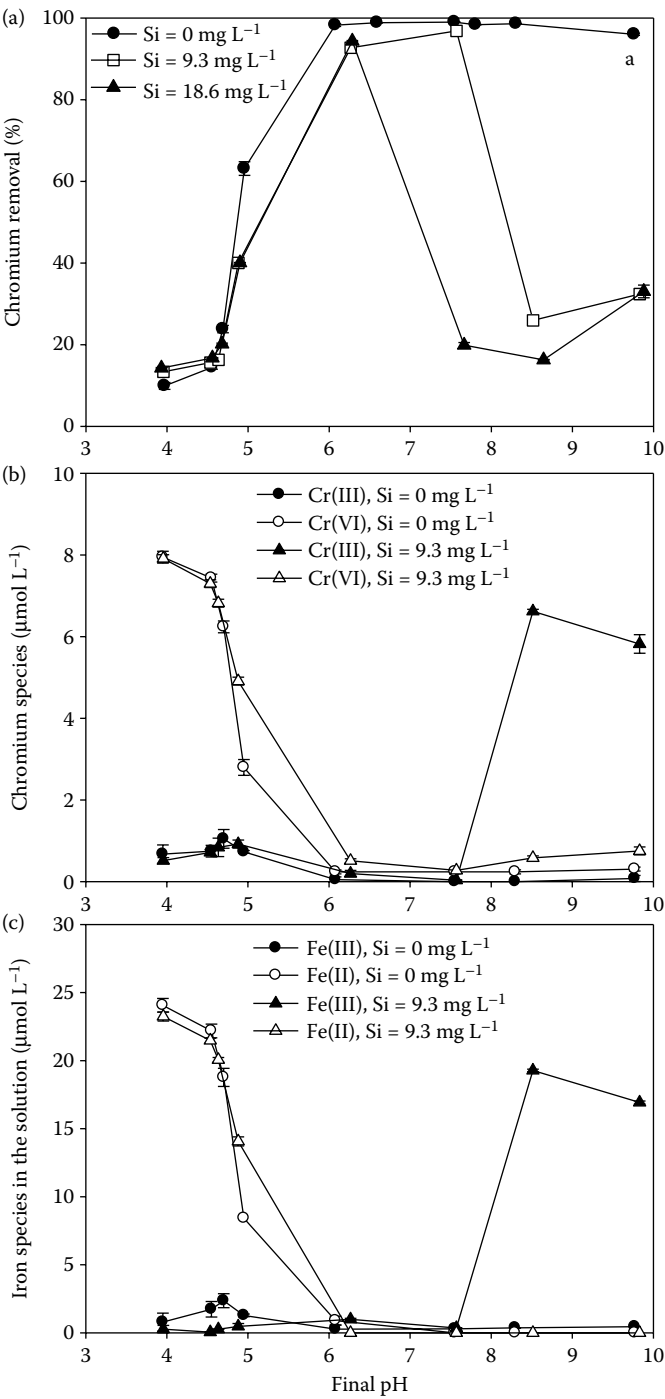 (a)
100
80
60
40
20
0
Chromium removal (%)
Si = 0 mg L⁻¹
Si = 9.3 mg L⁻¹
Si = 18.6 mg L⁻¹
a
3 4 5 6 7 8 9 10
(b)
10
8
6
4
2
0
Chromium species (μmol L⁻¹)
Cr(III), Si = 0 mg L⁻¹
Cr(VI), Si = 0 mg L⁻¹
Cr(III), Si = 9.3 mg L⁻¹
Cr(VI), Si = 9.3 mg L⁻¹
3 4 5 6 7 8 9 10
(c)
30
25
20
15
10
5
0
Iron species in the solution (μmol L⁻¹)
Fe(III), Si = 0 mg L⁻¹
Fe(II), Si = 0 mg L⁻¹
Fe(III), Si = 9.3 mg L⁻¹
Fe(II), Si = 9.3 mg L⁻¹
3 4 5 6 7 8 9 10
Final pH